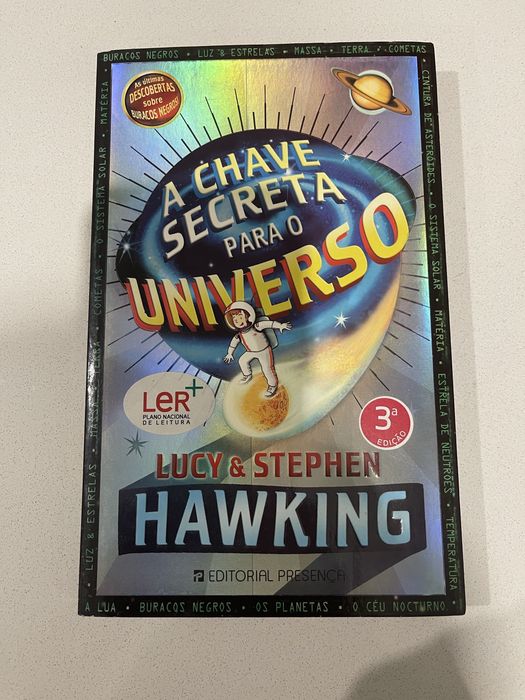 BURACOS NEGROS • LUZ & ESTRELAS • MASSA • TERRA • COMETAS
CINTURA DE ASTERÓIDES • O SISTEMA SOLAR • MATÉRIA • ESTRELA DE NEUTRÕES • TEMPERATURA
LUZ & ESTRELAS • MASSA • TERRA • COMETAS • O SISTEMA SOLAR • MATÉRIA
As últimas
DESCOBERTAS
sobre
BURACOS NEGROS!
A CHAVE
SECRETA
PARA O
UNIVERSO
LER+
PLANO NACIONAL
DE LEITURA
3ª
EDIÇÃO
LUCY & STEPHEN
HAWKING
EDITORIAL PRESENÇA
A LUA • BURACOS NEGROS • OS PLANETAS • O CÉU NOCTURNO